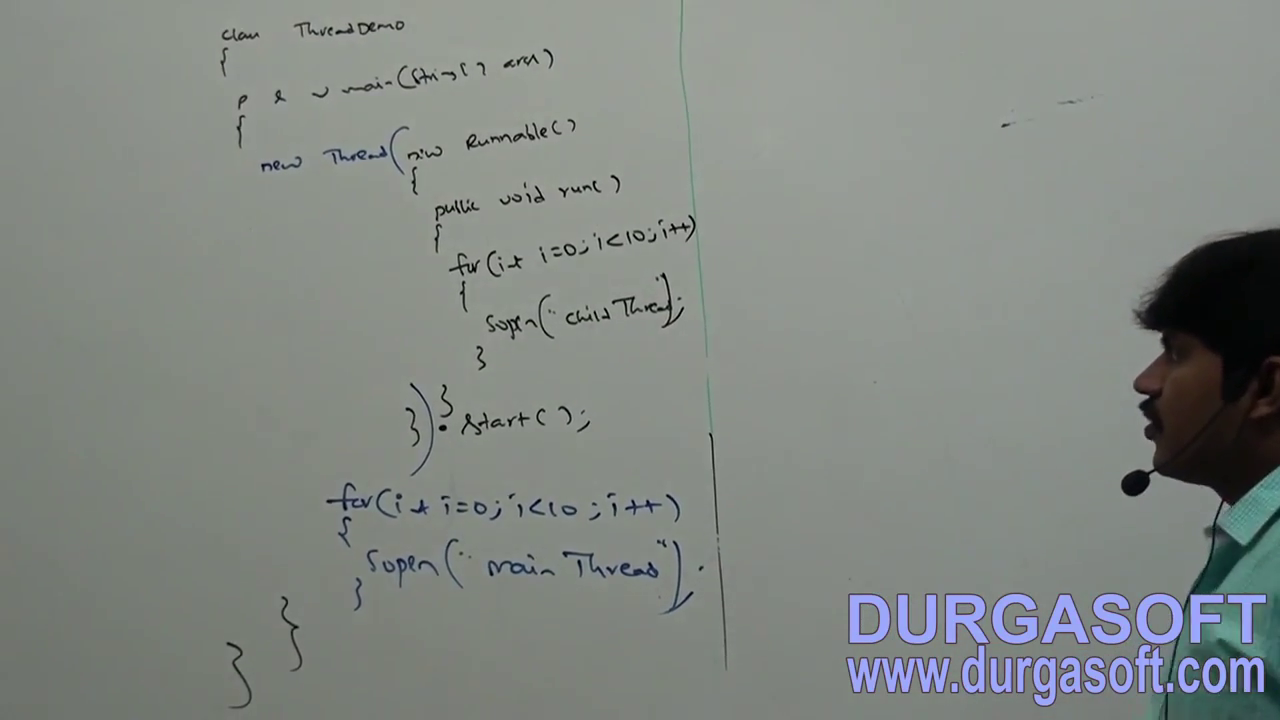 class ThreadDemo
{
p s v main(String[] args)
{
new Thread(new Runnable()
{
public void run()
{
for(int i=0; i<10; i++)
{
sopln("child Thread");
}
}
}).start();
for(int i=0; i<10; i++)
{
sopln("main Thread");
}
}
}
DURGASOFT
www.durgasoft.com